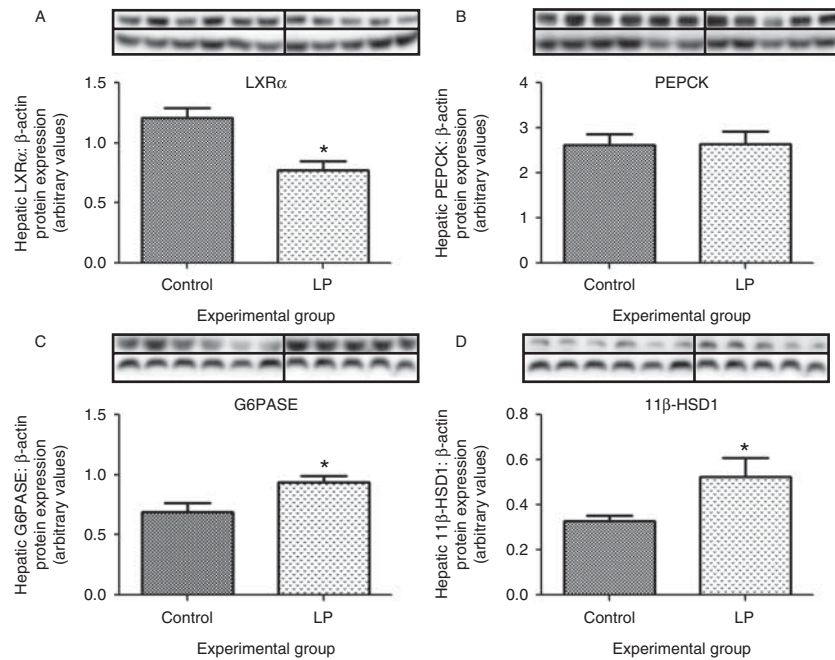 A
LXRα
Hepatic LXRα: β-actin
protein expression
(arbitrary values)
1.5
1.0
0.5
0.0
*
Control
LP
Experimental group
B
PEPCK
Hepatic PEPCK: β-actin
protein expression
(arbitrary values)
4
3
2
1
0
Control
LP
Experimental group
C
G6PASE
Hepatic G6PASE: β-actin
protein expression
(arbitrary values)
1.5
1.0
0.5
0.0
*
Control
LP
Experimental group
D
11β-HSD1
Hepatic 11β-HSD1: β-actin
protein expression
(arbitrary values)
0.8
0.6
0.4
0.2
0.0
*
Control
LP
Experimental group